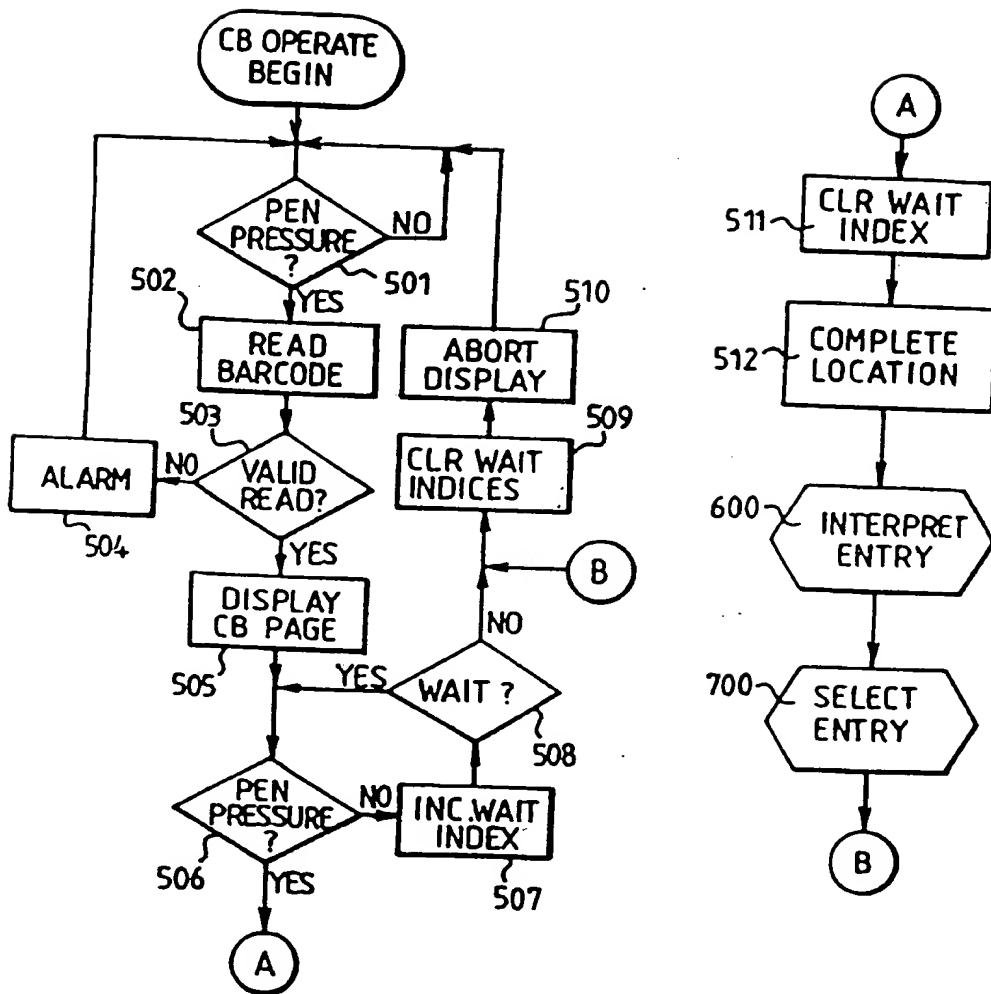 CB OPERATE
BEGIN
PEN
PRESSURE
?
NO
501
YES
502
READ
BARCODE
503
VALID
READ?
NO
ALARM
504
YES
DISPLAY
CB PAGE
505
PEN
PRESSURE
?
506
NO
YES
A
INC.WAIT
INDEX
507
WAIT ?
508
YES
NO
B
CLR WAIT
INDICES
509
ABORT
DISPLAY
510
A
CLR WAIT
INDEX
511
COMPLETE
LOCATION
512
INTERPRET
ENTRY
600
SELECT
ENTRY
700
B